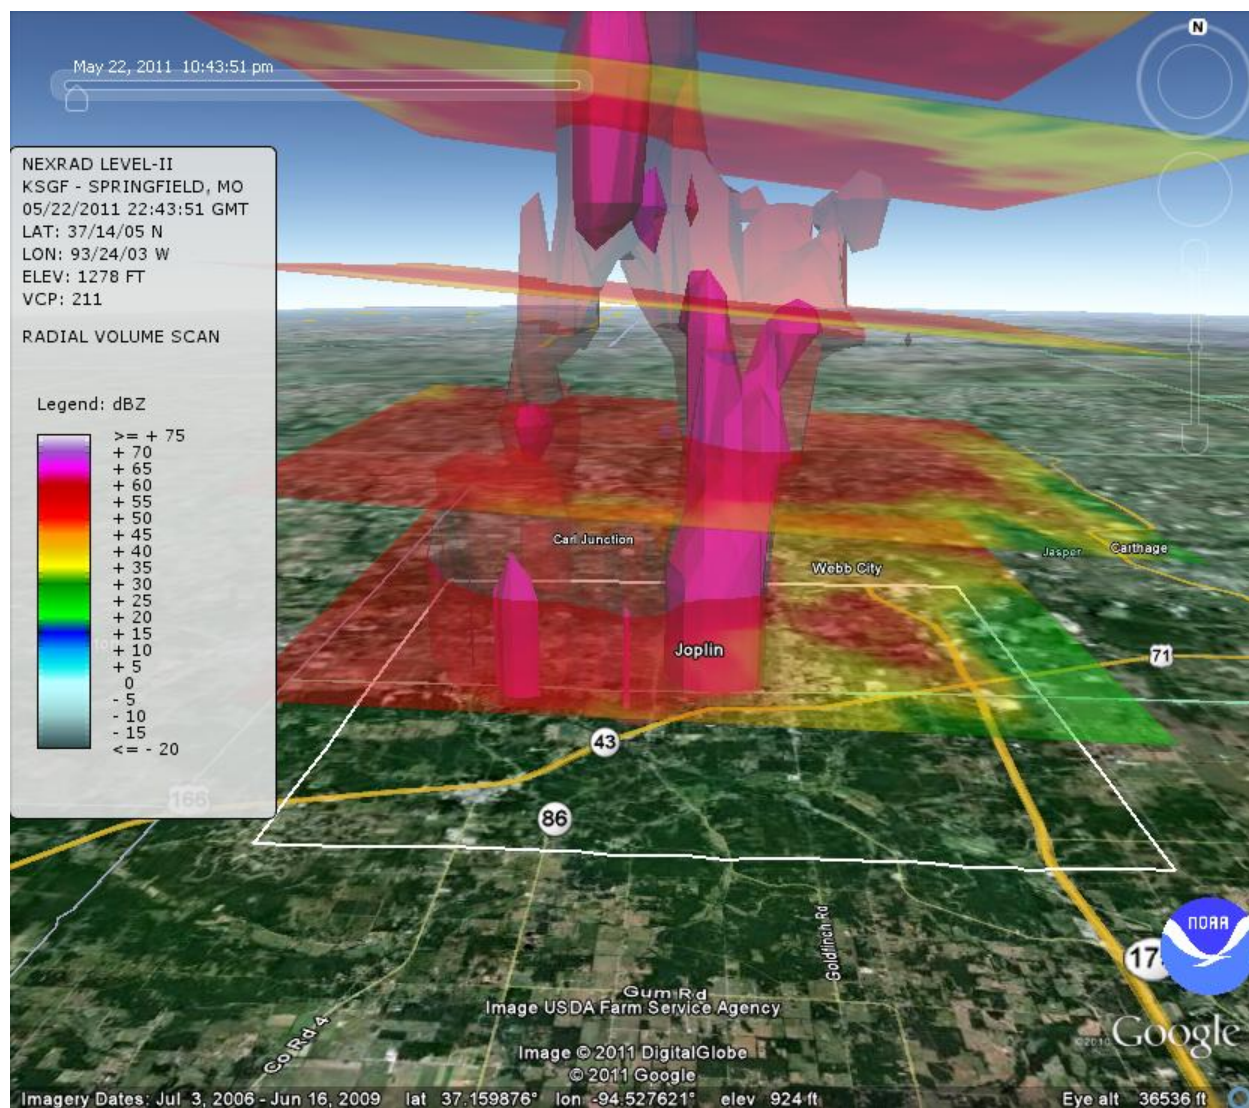 N
May 22, 2011 10:43:51 pm
NEXRAD LEVEL-II
KSGF - SPRINGFIELD, MO
05/22/2011 22:43:51 GMT
LAT: 37/14/05 N
LON: 93/24/03 W
ELEV: 1278 FT
VCP: 211
RADIAL VOLUME SCAN
Legend: dBZ
>= + 75
+ 70
+ 65
+ 60
+ 55
+ 50
+ 45
+ 40
+ 35
+ 30
+ 25
+ 20
+ 15
+ 10
+ 5
0
- 5
- 10
- 15
<= - 20
Carl Junction
Jasper
Carthage
Webb City
Joplin
71
43
166
86
Goldfinch Rd
NOAA
17
Gum Rd
Image USDA Farm Service Agency
Co Rd 4
©2010 Google
Image © 2011 DigitalGlobe
© 2011 Google
Imagery Dates: Jul 3, 2006 - Jun 16, 2009 lat 37.159876° lon -94.527621° elev 924 ft Eye alt 36536 ft